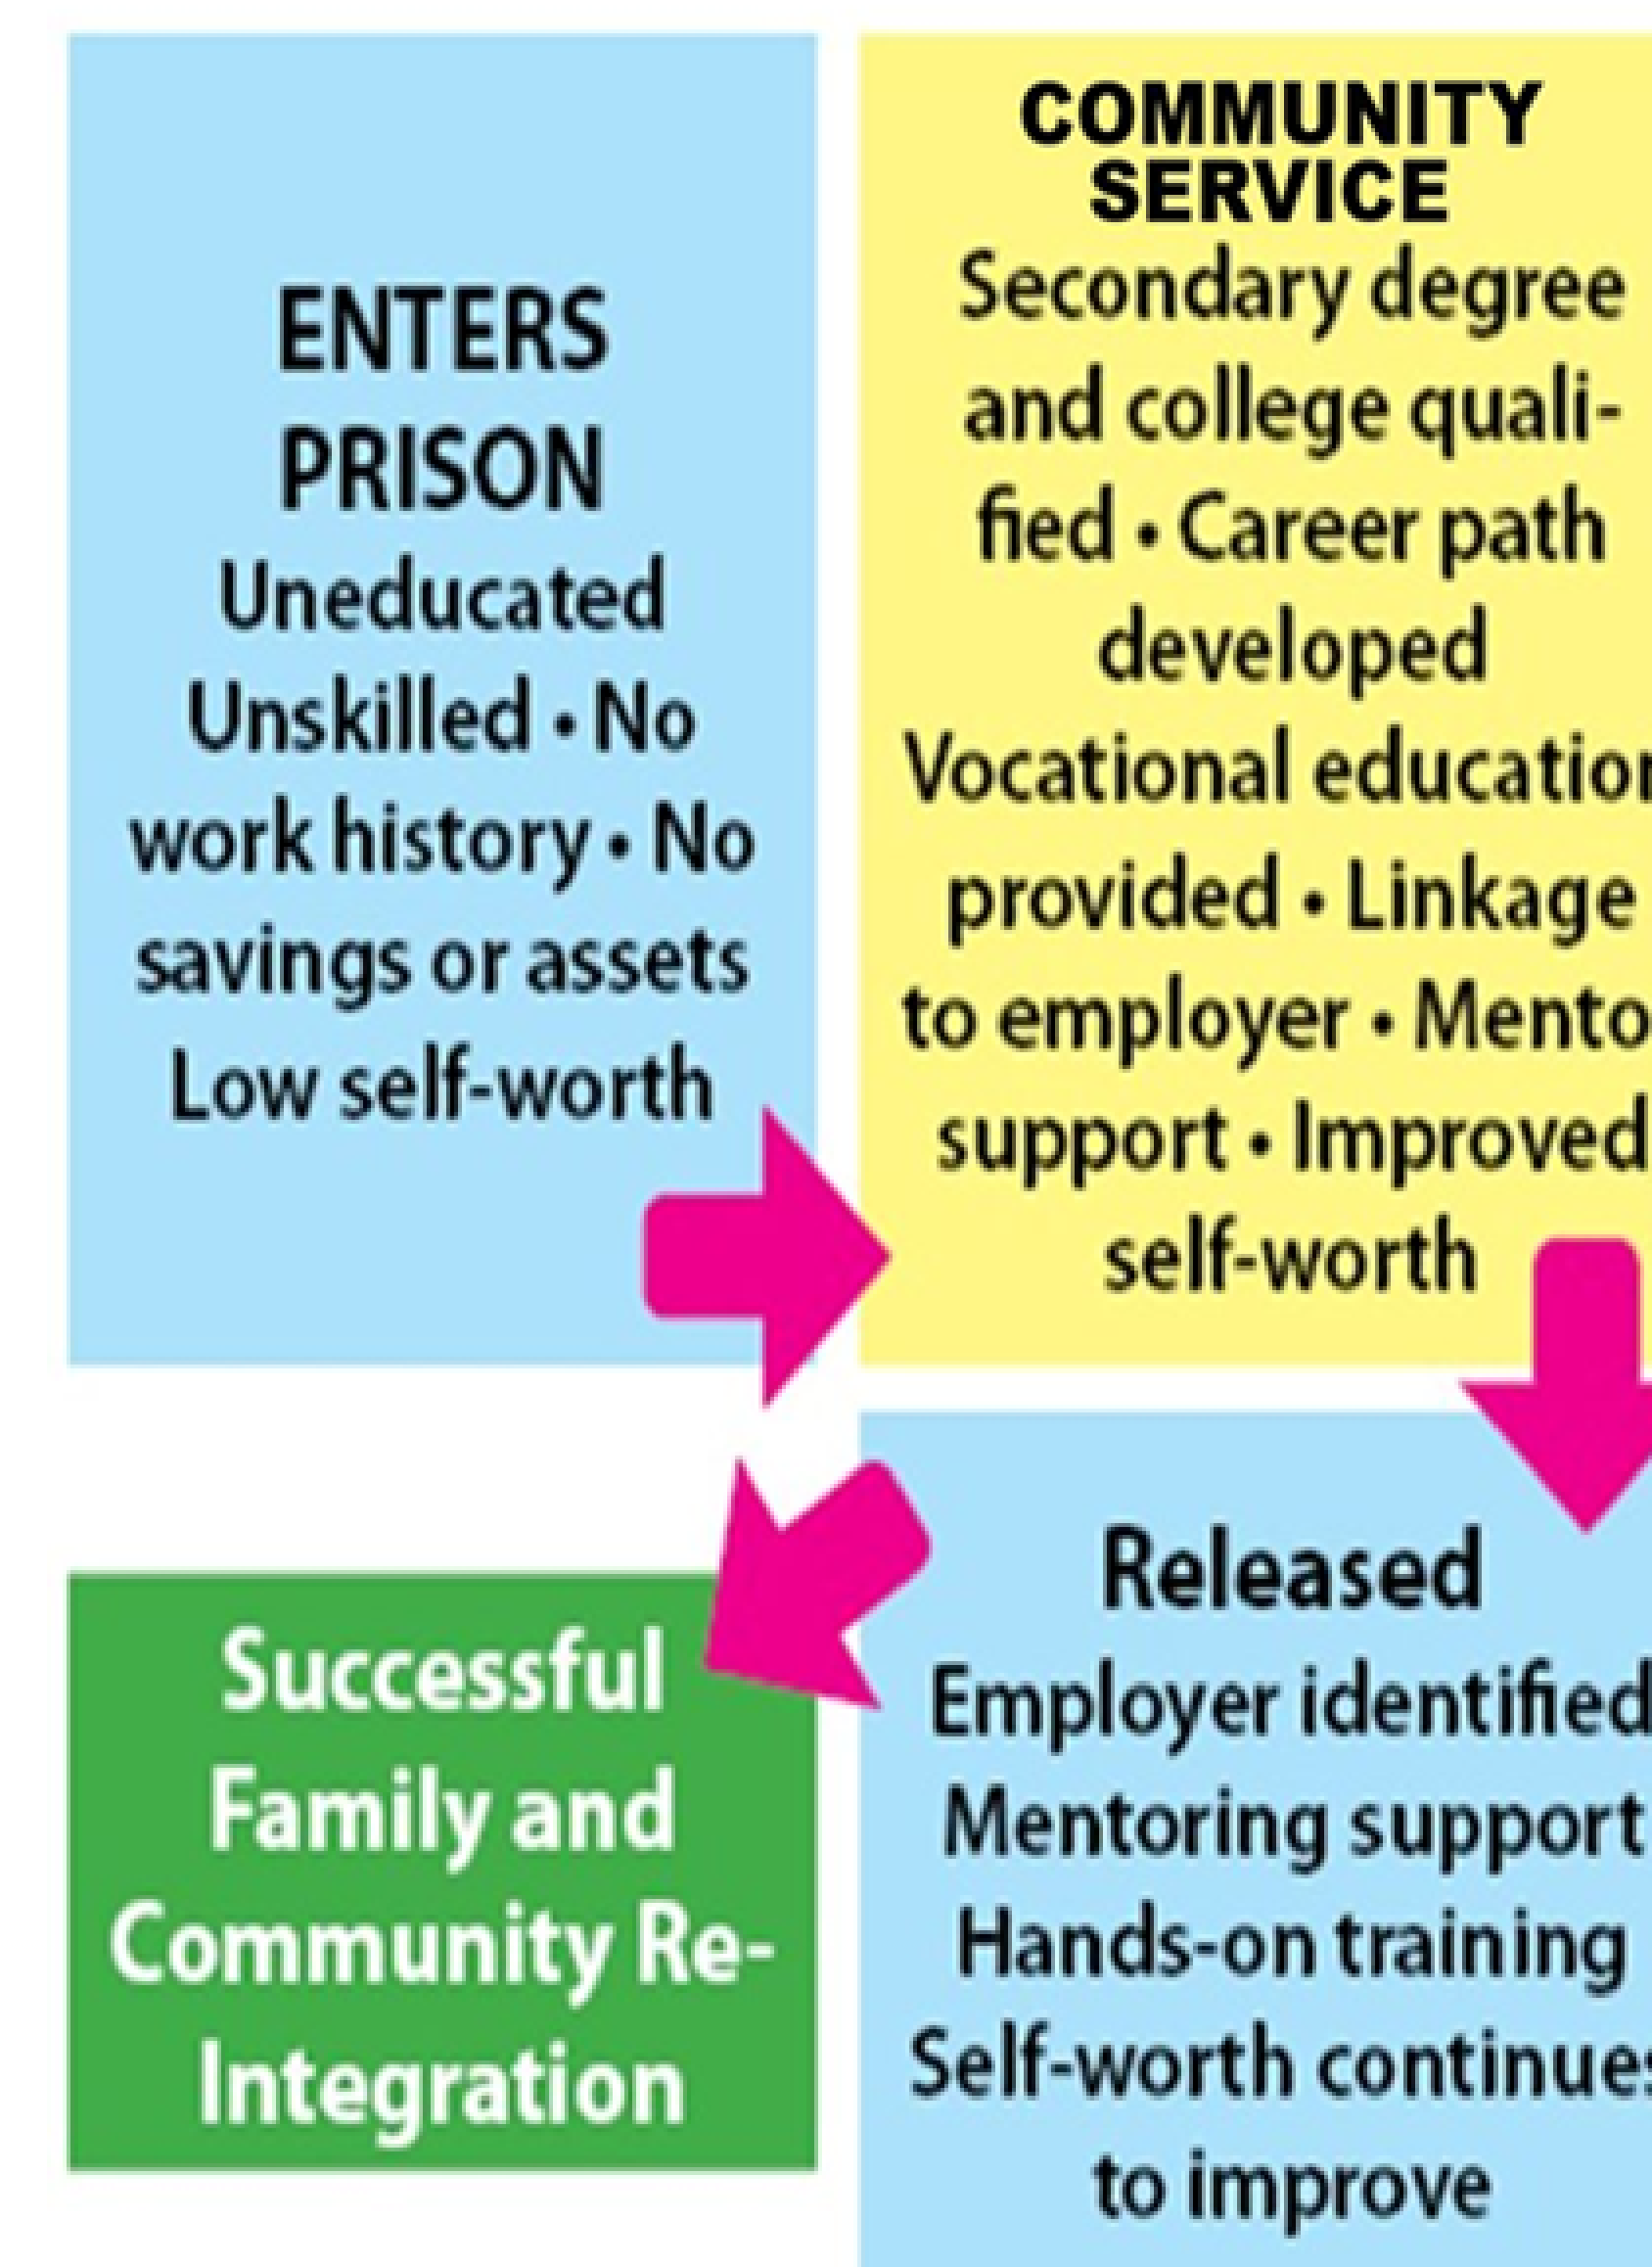 ENTERS
PRISON
Uneducated
Unskilled • No
work history • No
savings or assets
Low self-worth
COMMUNITY
SERVICE
Secondary degree
and college quali-
fied • Career path
developed
Vocational education
provided • Linkage
to employer • Mento
support • Improved
self-worth
Released
Employer identified
Mentoring support
Hands-on training
Self-worth continues
to improve
Successful
Family and
Community Re-
Integration